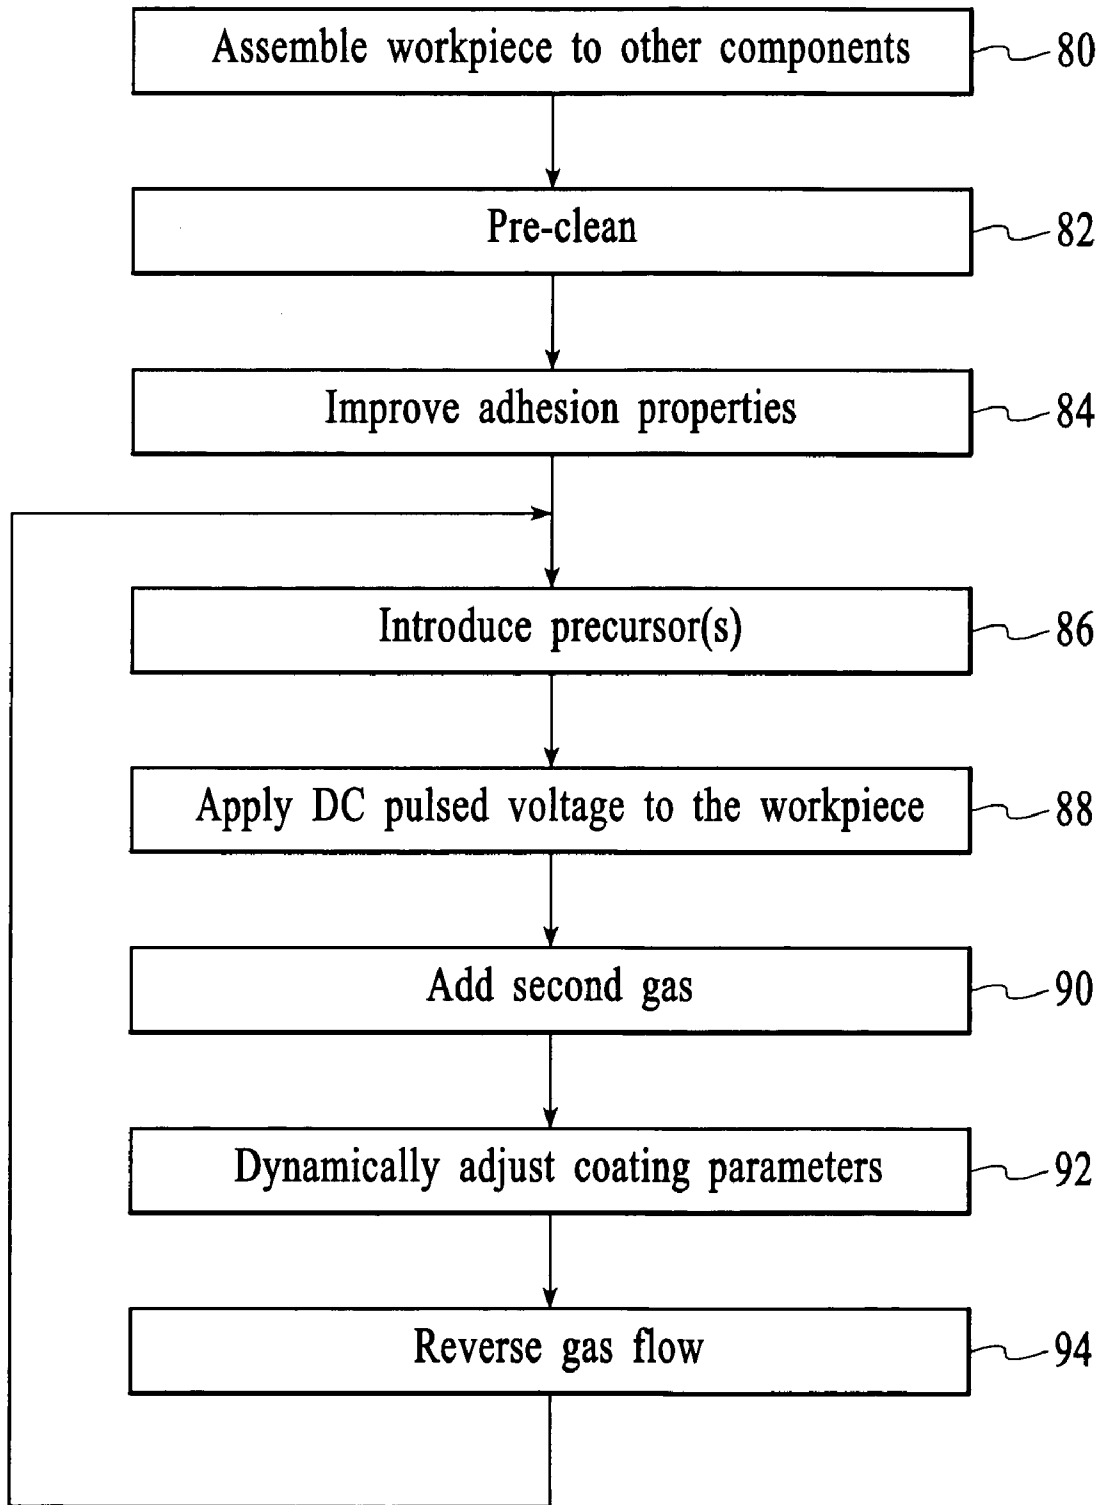 Assemble workpiece to other components 80
Pre-clean 82
Improve adhesion properties 84
Introduce precursor(s) 86
Apply DC pulsed voltage to the workpiece 88
Add second gas 90
Dynamically adjust coating parameters 92
Reverse gas flow 94